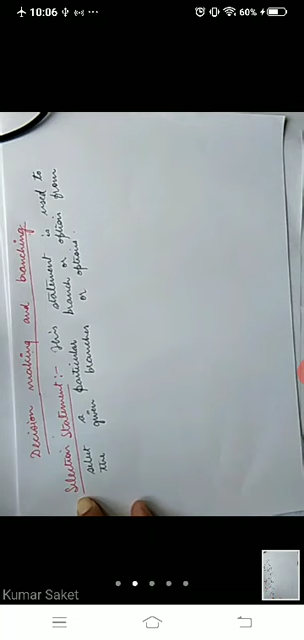 10:06
60%
Decision making and branching
Selection Statement:- This statement is used to
select a particular branch or option from
the given branches or options.
Kumar Saket